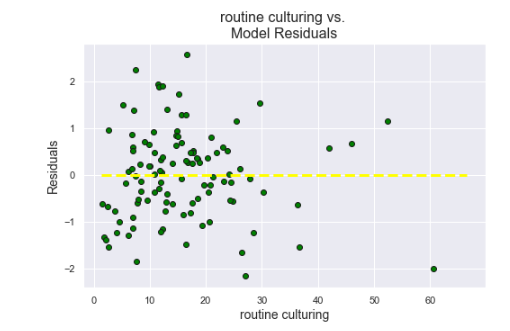 routine culturing vs.
Model Residuals
Residuals
2
1
0
−1
−2
0 10 20 30 40 50 60
routine culturing